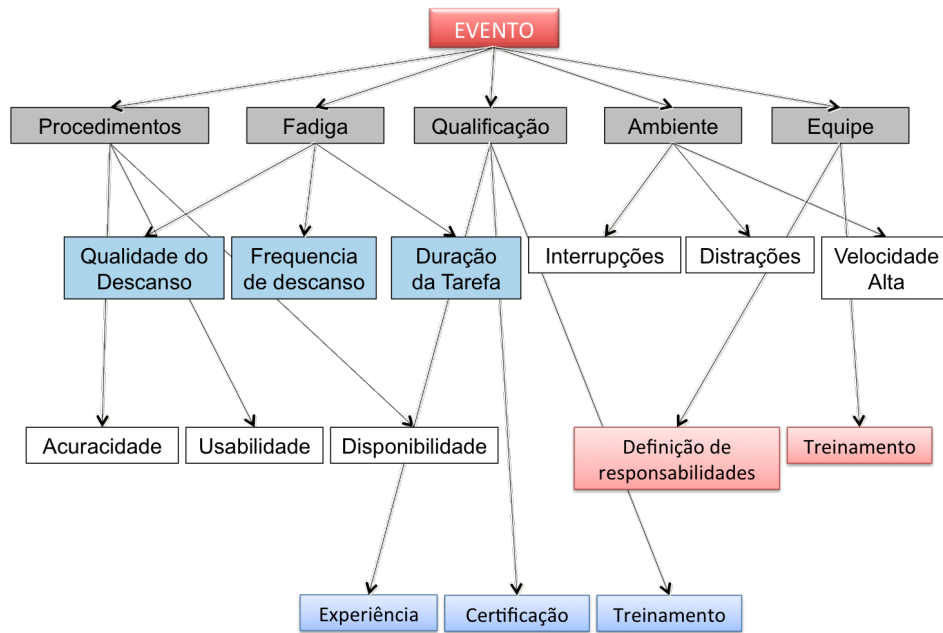 EVENTO
Procedimentos
Fadiga
Qualificação
Ambiente
Equipe
Qualidade do
Descanso
Frequencia
de descanso
Duração
da Tarefa
Interrupções
Distrações
Velocidade
Alta
Acuracidade
Usabilidade
Disponibilidade
Definição de
responsabilidades
Treinamento
Experiência
Certificação
Treinamento